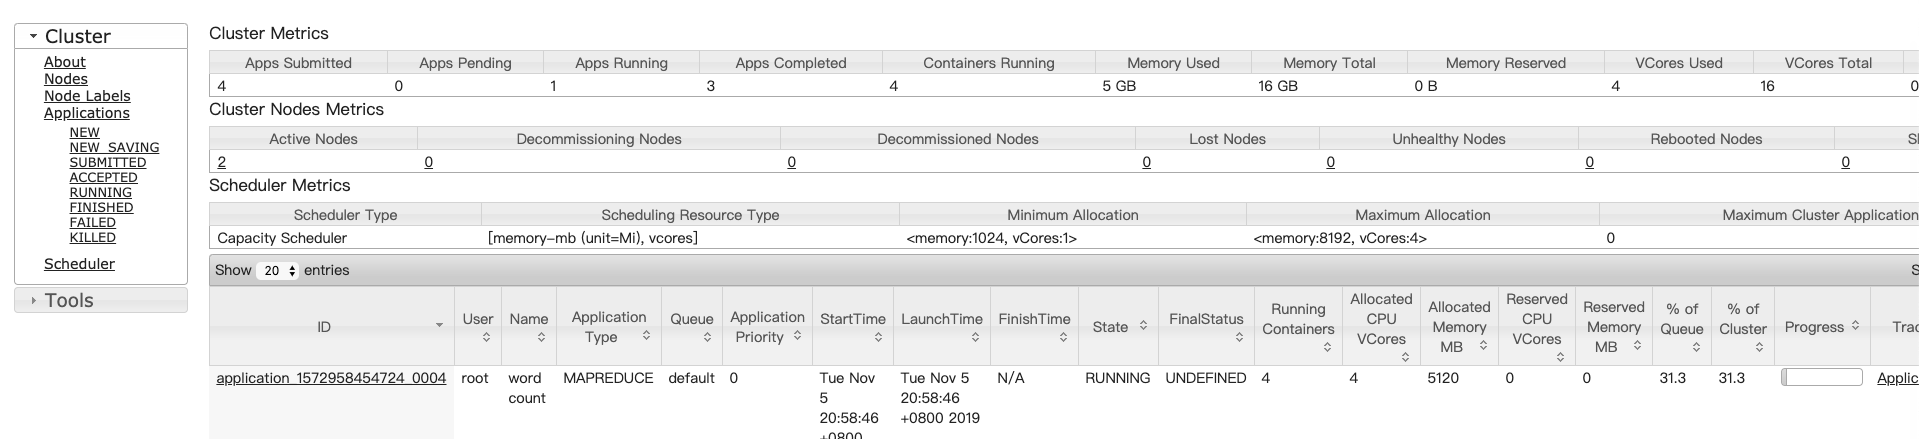 Cluster
About
Nodes
Node Labels
Applications
NEW
NEW_SAVING
SUBMITTED
ACCEPTED
RUNNING
FINISHED
FAILED
KILLED
Scheduler
Tools
Cluster Metrics
Apps Submitted Apps Pending Apps Running Apps Completed Containers Running Memory Used Memory Total Memory Reserved VCores Used VCores Total
4 0 1 3 4 5 GB 16 GB 0 B 4 16 0
Cluster Nodes Metrics
Active Nodes Decommissioning Nodes Decommissioned Nodes Lost Nodes Unhealthy Nodes Rebooted Nodes
2 0 0 0 0 0 0
Scheduler Metrics
Scheduler Type Scheduling Resource Type Minimum Allocation Maximum Allocation Maximum Cluster Application
Capacity Scheduler [memory-mb (unit=Mi), vcores] <memory:1024, vCores:1> <memory:8192, vCores:4> 0
Show 20 entries
ID User Name Application Type Queue Application Priority StartTime LaunchTime FinishTime State FinalStatus Running Containers Allocated CPU VCores Allocated Memory MB Reserved CPU VCores Reserved Memory MB % of Queue % of Cluster Progress
application_1572958454724_0004 root word count MAPREDUCE default 0 Tue Nov 5 20:58:46 +0800 Tue Nov 5 20:58:46 +0800 2019 N/A RUNNING UNDEFINED 4 4 5120 0 0 31.3 31.3